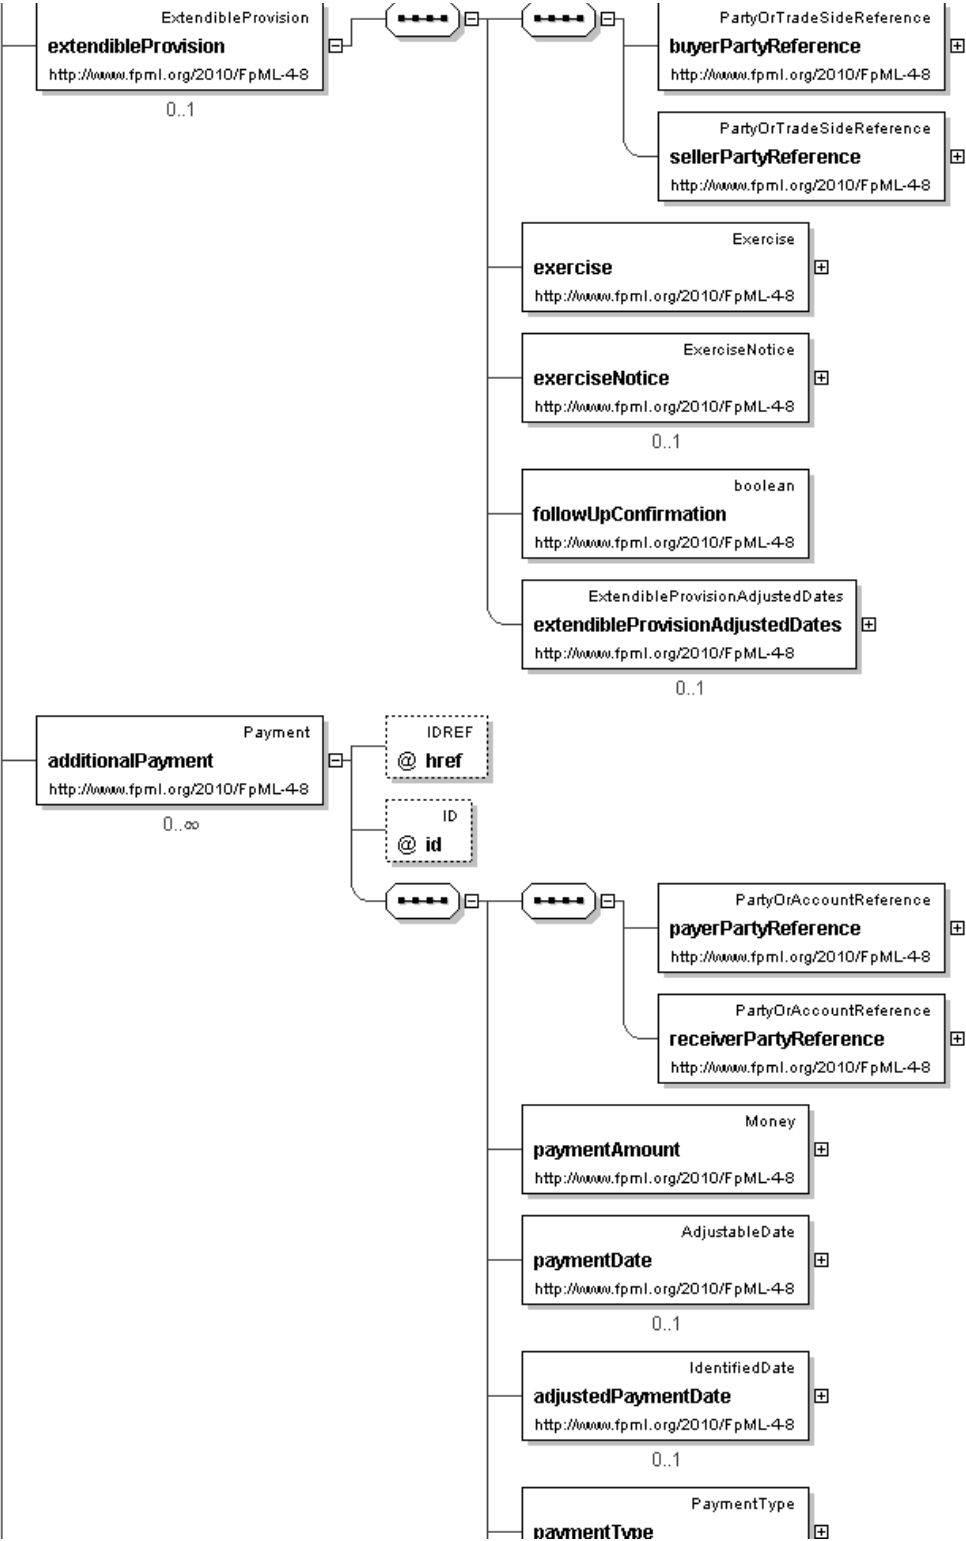 ExtendibleProvision
extendibleProvision
http://www.fpml.org/2010/FpML-4-8
0..1
PartyOrTradeSideReference
buyerPartyReference
http://www.fpml.org/2010/FpML-4-8
PartyOrTradeSideReference
sellerPartyReference
http://www.fpml.org/2010/FpML-4-8
Exercise
exercise
http://www.fpml.org/2010/FpML-4-8
ExerciseNotice
exerciseNotice
http://www.fpml.org/2010/FpML-4-8
0..1
boolean
followUpConfirmation
http://www.fpml.org/2010/FpML-4-8
ExtendibleProvisionAdjustedDates
extendibleProvisionAdjustedDates
http://www.fpml.org/2010/FpML-4-8
0..1
Payment
additionalPayment
http://www.fpml.org/2010/FpML-4-8
0..∞
IDREF
@ href
ID
@ id
PartyOrAccountReference
payerPartyReference
http://www.fpml.org/2010/FpML-4-8
PartyOrAccountReference
receiverPartyReference
http://www.fpml.org/2010/FpML-4-8
Money
paymentAmount
http://www.fpml.org/2010/FpML-4-8
AdjustableDate
paymentDate
http://www.fpml.org/2010/FpML-4-8
0..1
IdentifiedDate
adjustedPaymentDate
http://www.fpml.org/2010/FpML-4-8
0..1
PaymentType
paymentType